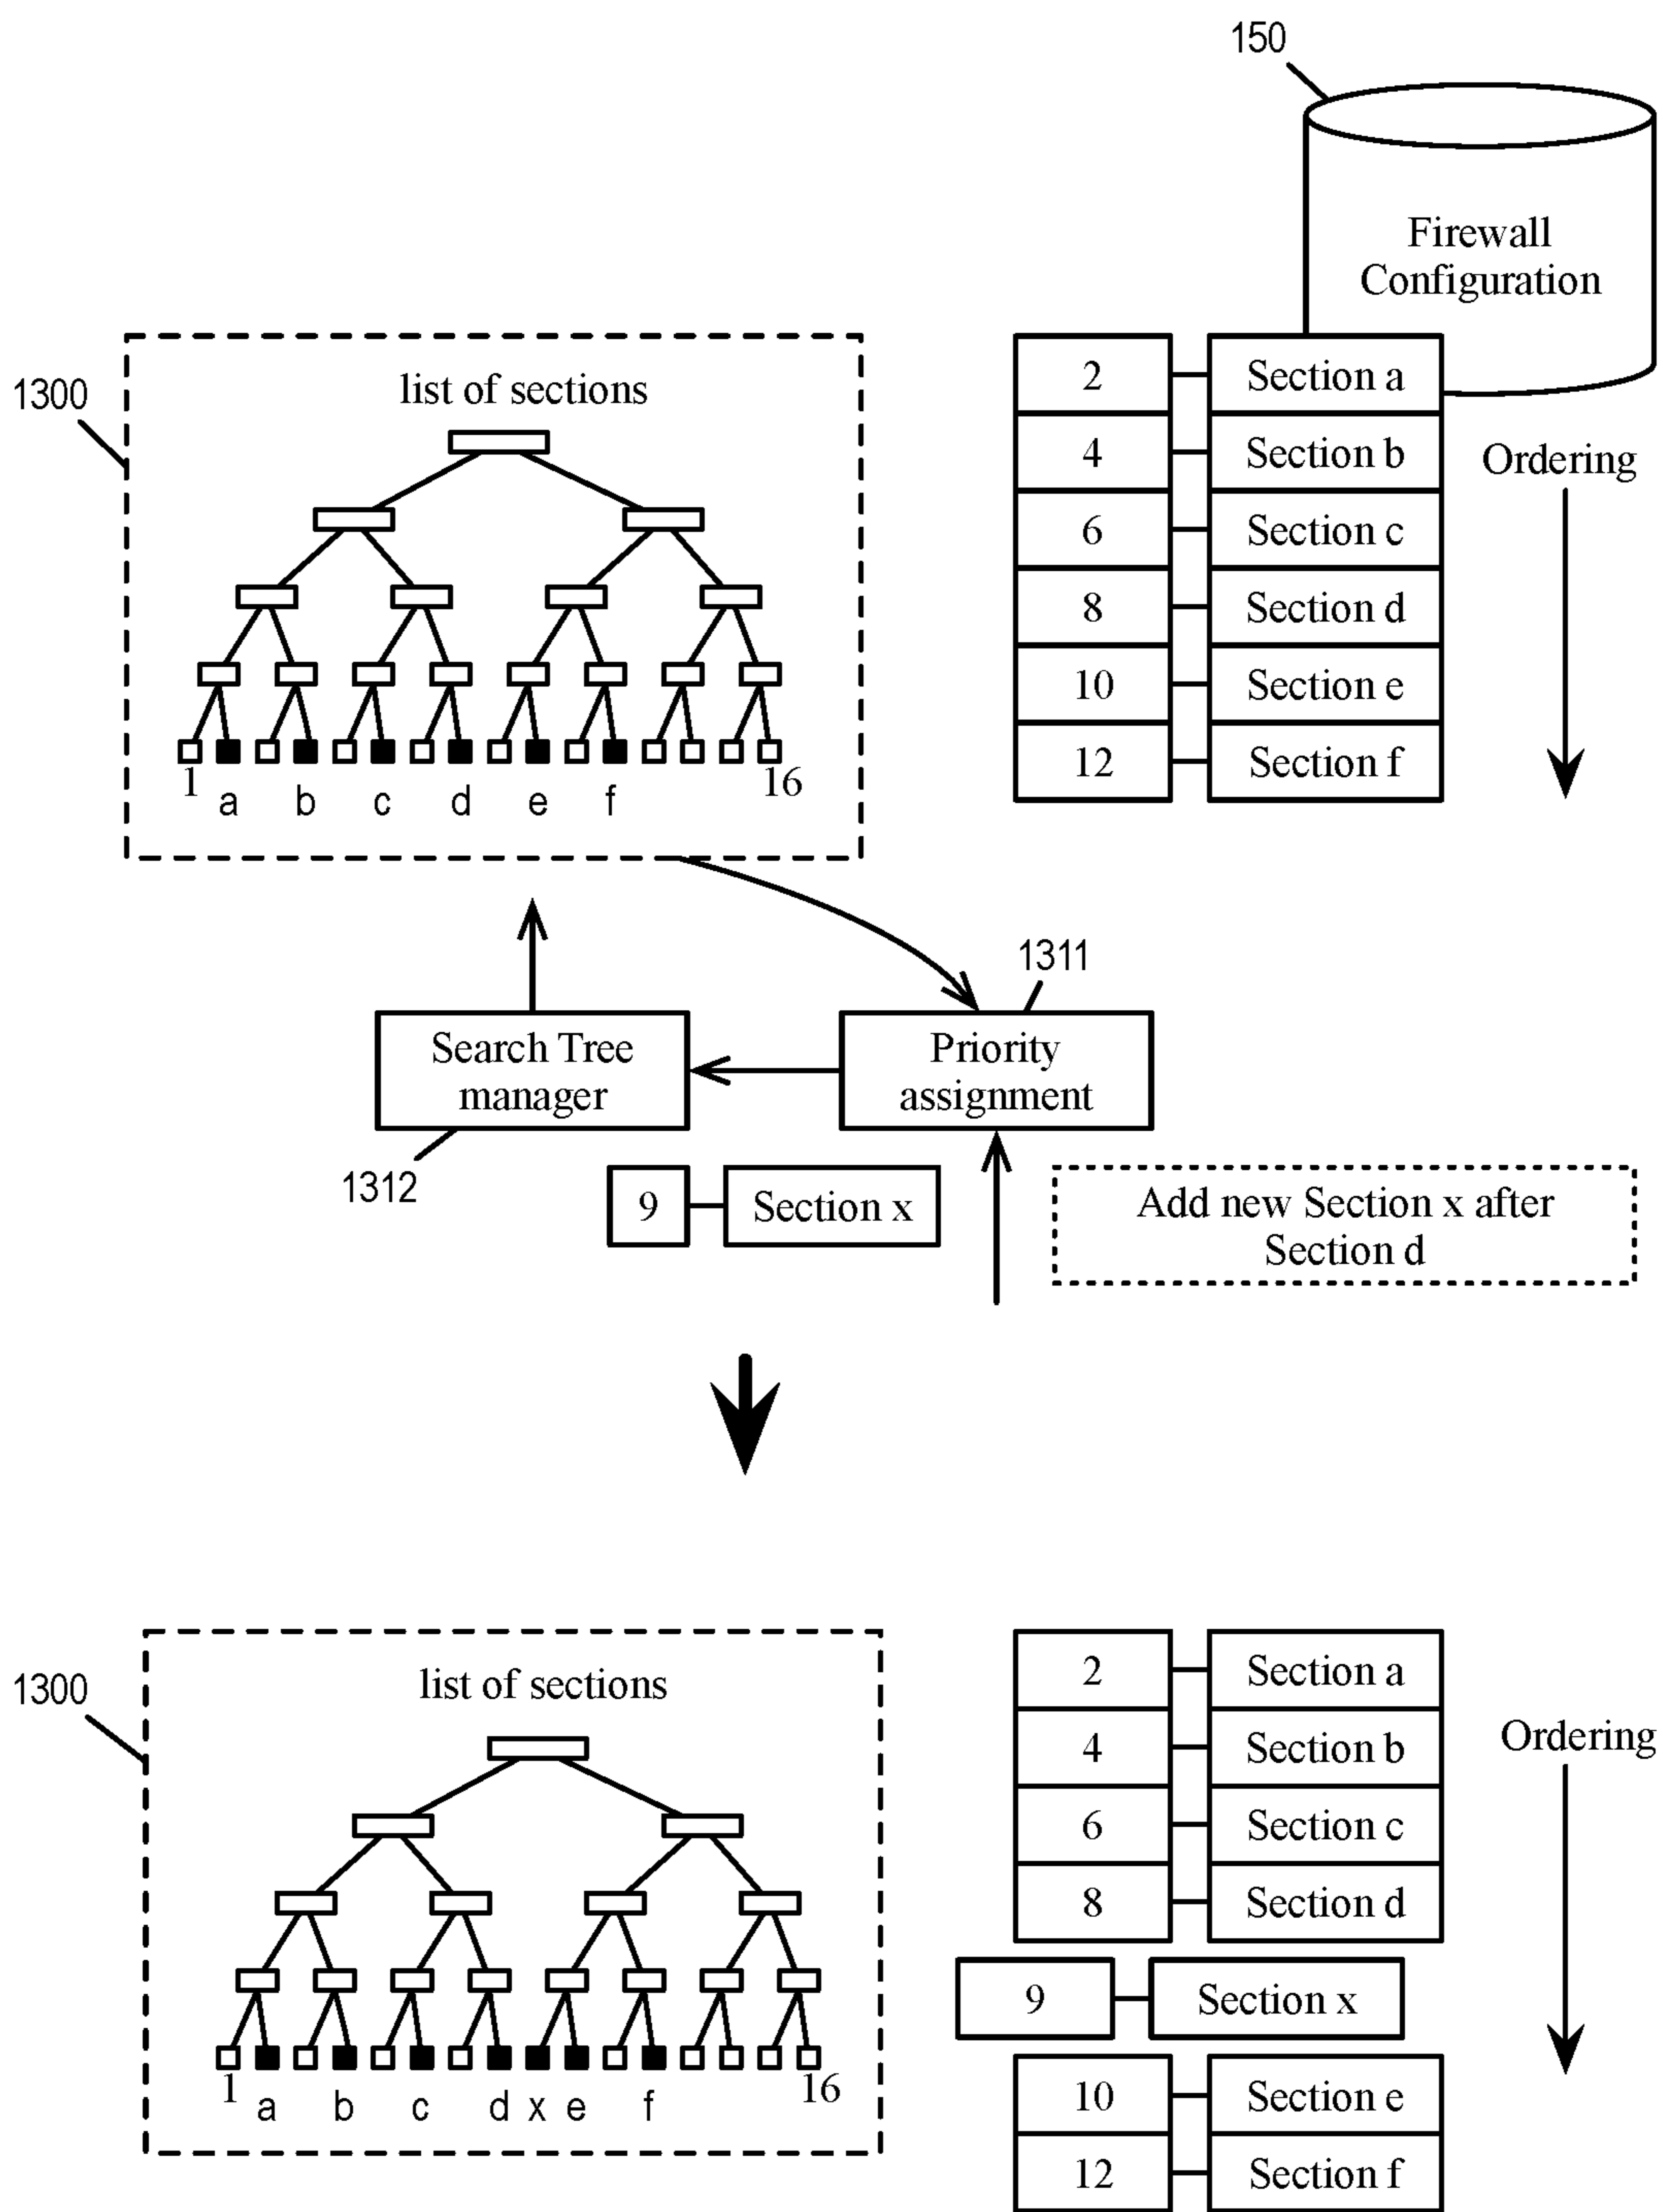 150
Firewall
Configuration
1300
list of sections
1
16
a b c d e f
2 Section a
4 Section b
6 Section c
8 Section d
10 Section e
12 Section f
Ordering
1311
Search Tree
manager
Priority
assignment
1312
9 Section x
Add new Section x after
Section d
1300
list of sections
1
16
a b c d x e f
2 Section a
4 Section b
6 Section c
8 Section d
9 Section x
10 Section e
12 Section f
Ordering